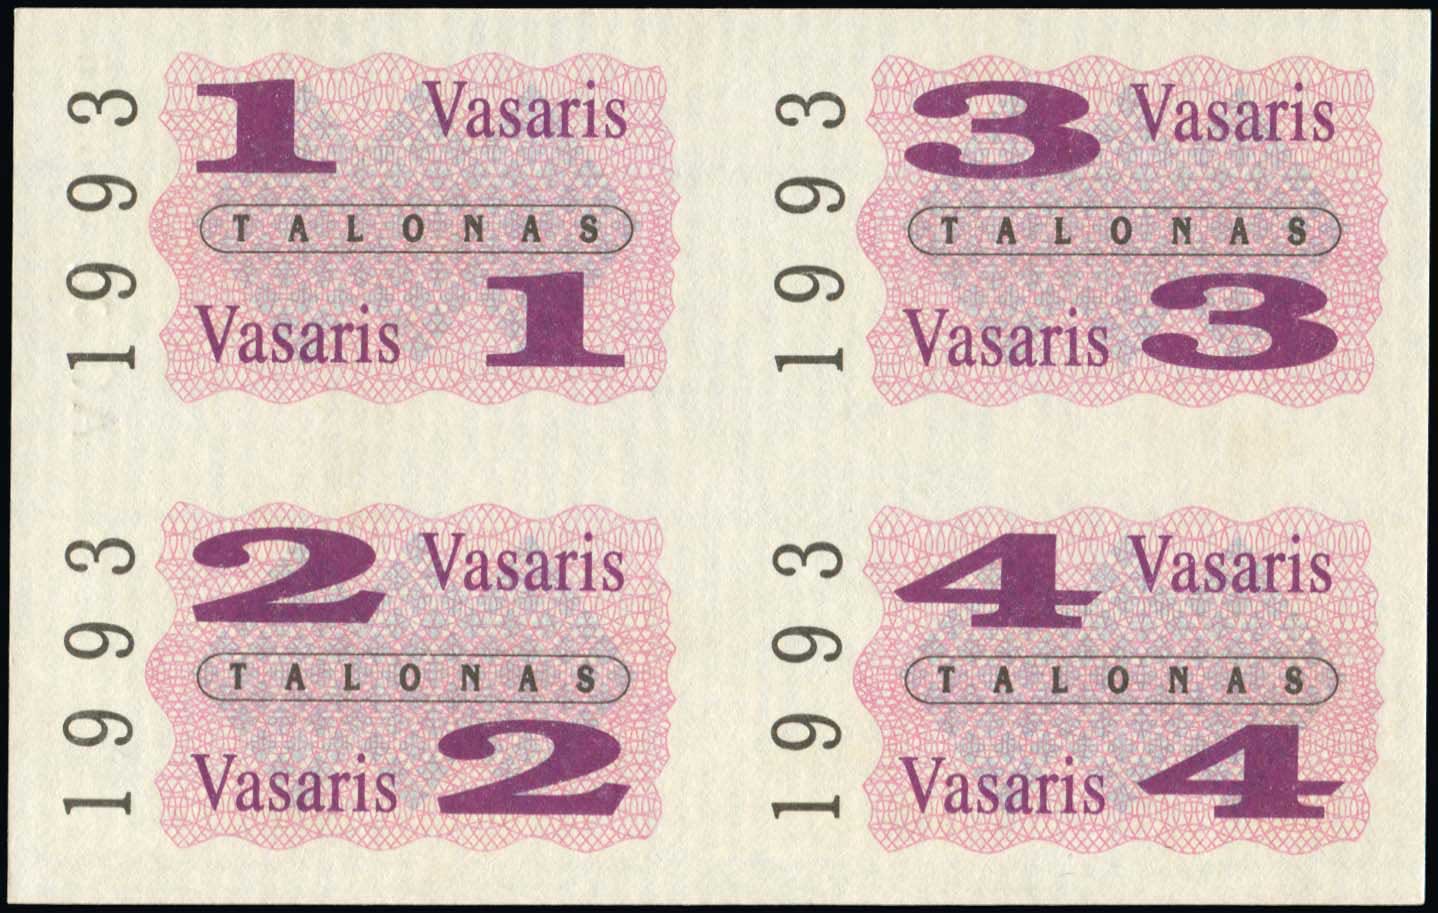 1993
1 Vasaris
TALONAS
Vasaris 1
1993
3 Vasaris
TALONAS
Vasaris 3
1993
2 Vasaris
TALONAS
Vasaris 2
1993
4 Vasaris
TALONAS
Vasaris 4